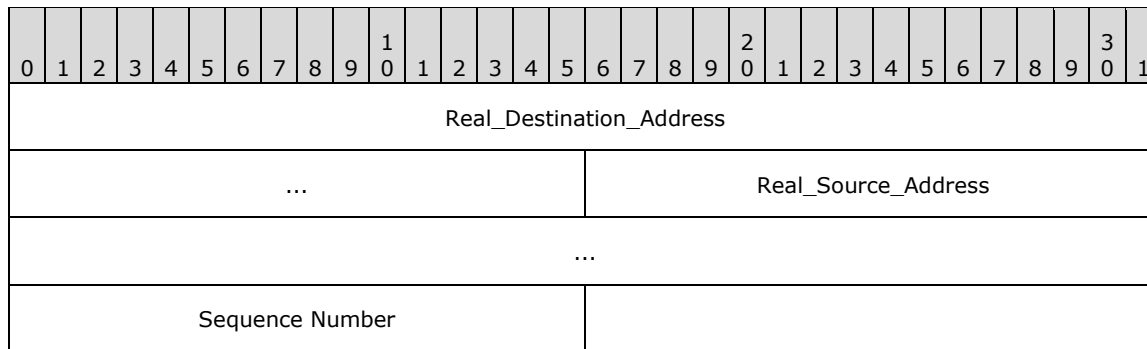 1 2 3
0 1 2 3 4 5 6 7 8 9 0 1 2 3 4 5 6 7 8 9 0 1 2 3 4 5 6 7 8 9 0 1
Real_Destination_Address
... Real_Source_Address
...
Sequence Number